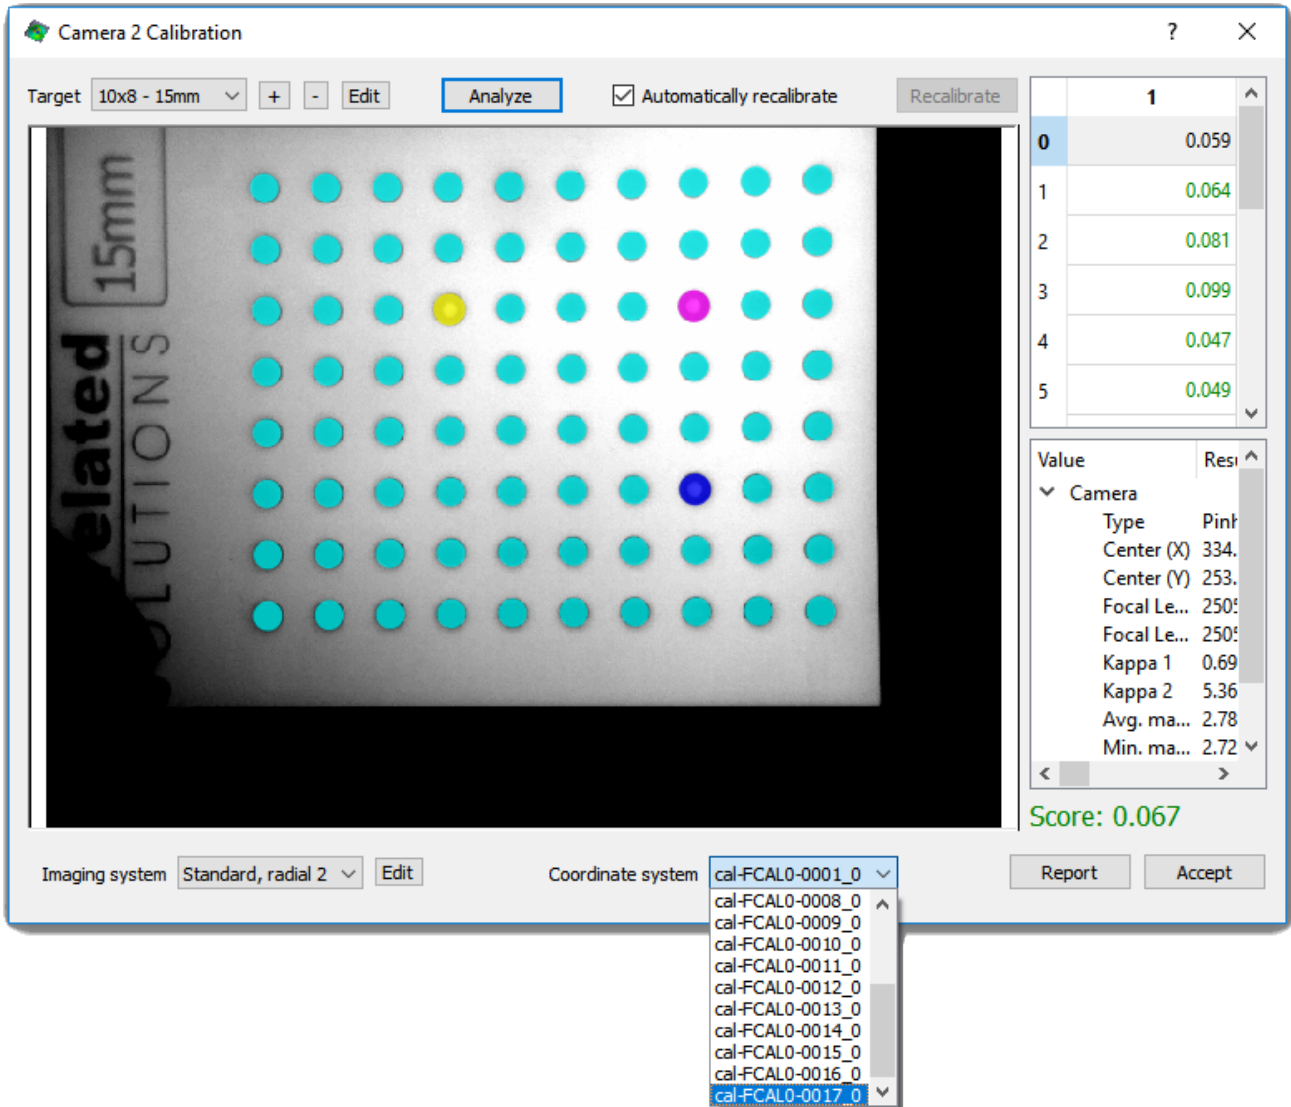 Camera 2 Calibration
?
Target 10x8 - 15mm + - Edit Analyze Automatically recalibrate Recalibrate
1
0 0.059
1 0.064
2 0.081
3 0.099
4 0.047
5 0.049
15mm
elated
OLUTIONS
Value Resu
Camera
Type Pinh
Center (X) 334.
Center (Y) 253.
Focal Le... 2505
Focal Le... 2505
Kappa 1 0.69
Kappa 2 5.36
Avg. ma... 2.78
Min. ma... 2.72
Score: 0.067
Imaging system Standard, radial 2 Edit Coordinate system cal-FCAL0-0001_0 Report Accept
cal-FCAL0-0008_0
cal-FCAL0-0009_0
cal-FCAL0-0010_0
cal-FCAL0-0011_0
cal-FCAL0-0012_0
cal-FCAL0-0013_0
cal-FCAL0-0014_0
cal-FCAL0-0015_0
cal-FCAL0-0016_0
cal-FCAL0-0017_0